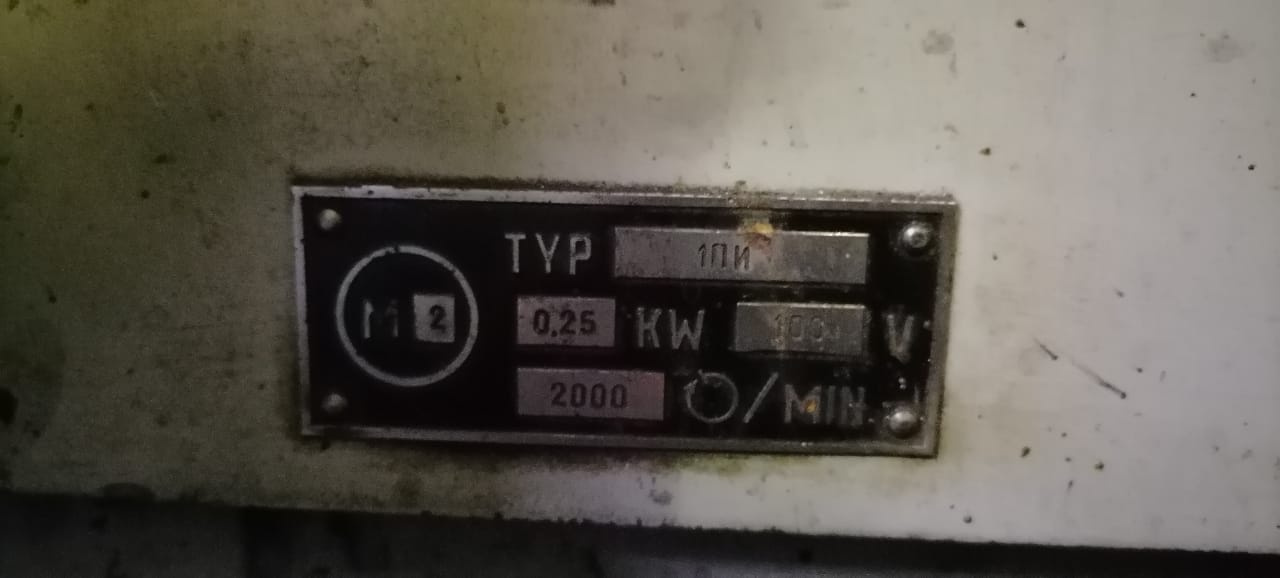 TYP 1ПИ
M 2 0.25 KW 100 V
2000 /MIN.